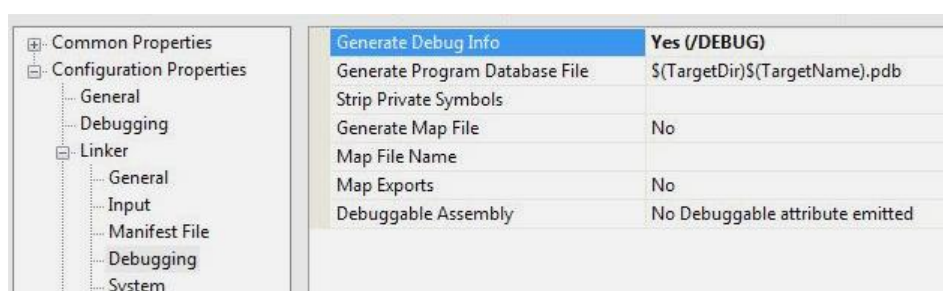 Common Properties
Configuration Properties
General
Debugging
Linker
General
Input
Manifest File
Debugging
System
Generate Debug Info Yes (/DEBUG)
Generate Program Database File $(TargetDir)$(TargetName).pdb
Strip Private Symbols
Generate Map File No
Map File Name
Map Exports No
Debuggable Assembly No Debuggable attribute emitted